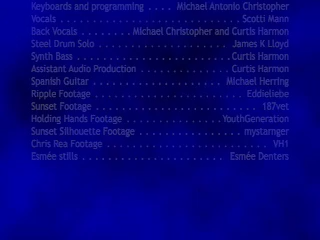 Keyboards and programming . . . . Michael Antonio Christopher
Vocals . . . . . . . . . . . . . . . . . . . . . . . . . . . . Scotti Mann
Back Vocals . . . . . . . . Michael Christopher and Curtis Harmon
Steel Drum Solo . . . . . . . . . . . . . . . . . . . . James K Lloyd
Synth Bass . . . . . . . . . . . . . . . . . . . . . . . . Curtis Harmon
Assistant Audio Production . . . . . . . . . . . . . . Curtis Harmon
Spanish Guitar . . . . . . . . . . . . . . . . . . . . Michael Herring
Ripple Footage . . . . . . . . . . . . . . . . . . . . . . . Eddieliebe
Sunset Footage . . . . . . . . . . . . . . . . . . . . . . . . . . 187vet
Holding Hands Footage . . . . . . . . . . . . . . . YouthGeneration
Sunset Silhouette Footage . . . . . . . . . . . . . . . . mystarnger
Chris Rea Footage . . . . . . . . . . . . . . . . . . . . . . . . . VH1
Esmée stills . . . . . . . . . . . . . . . . . . . . . . Esmée Denters